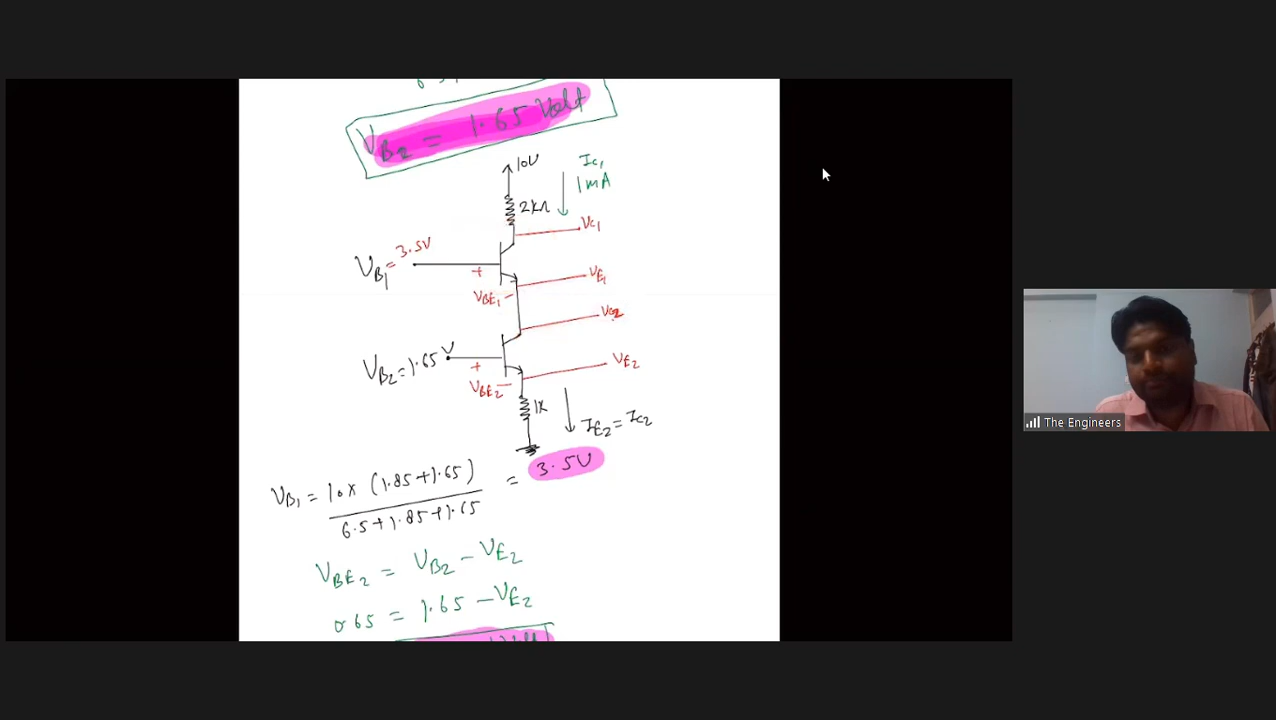 VB2 = 1.65 Volt
10V
IC1
1mA
2kΩ
VC1
VB1 = 3.5V
+
VE1
VBE1 -
VC2
VB2 = 1.65V
+
VE2
VBE2 -
1K
IE2 = IC2
VB1 = 10x (1.85+1.65) = 3.5V
6.5+1.85+1.65
VBE2 = VB2 - VE2
0.65 = 1.65 - VE2
The Engineers